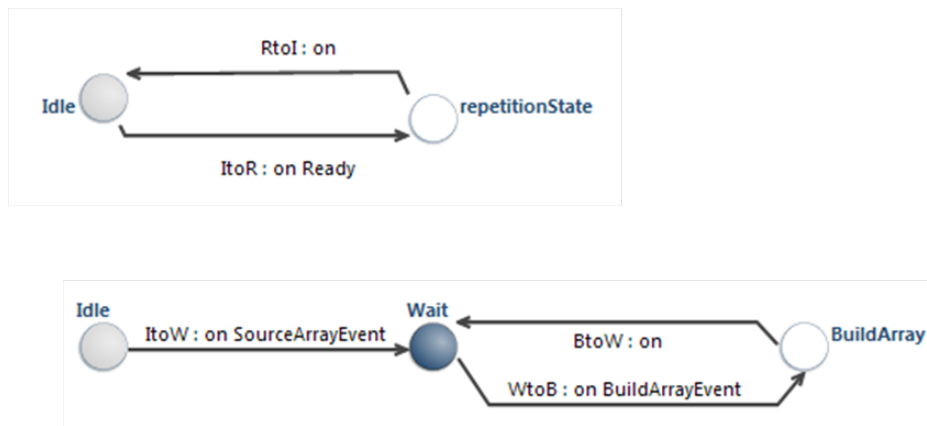 RtoI : on
Idle
repetitionState
ItoR : on Ready
Idle
Wait
ItoW : on SourceArrayEvent
BtoW : on
BuildArray
WtoB : on BuildArrayEvent